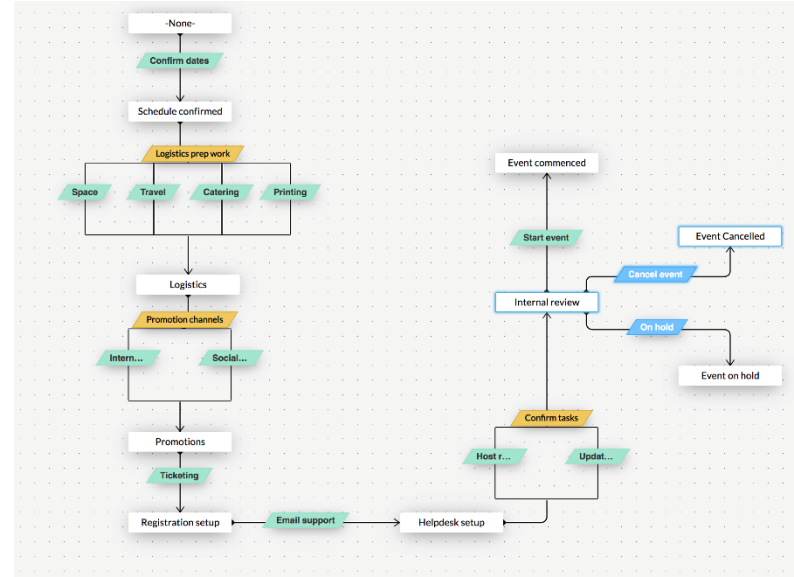 -None-
Confirm dates
Schedule confirmed
Logistics prep work
Space
Travel
Catering
Printing
Logistics
Promotion channels
Intern...
Social...
Promotions
Ticketing
Registration setup
Email support
Helpdesk setup
Confirm tasks
Host r...
Updat...
Internal review
Start event
Event commenced
Cancel event
Event Cancelled
On hold
Event on hold